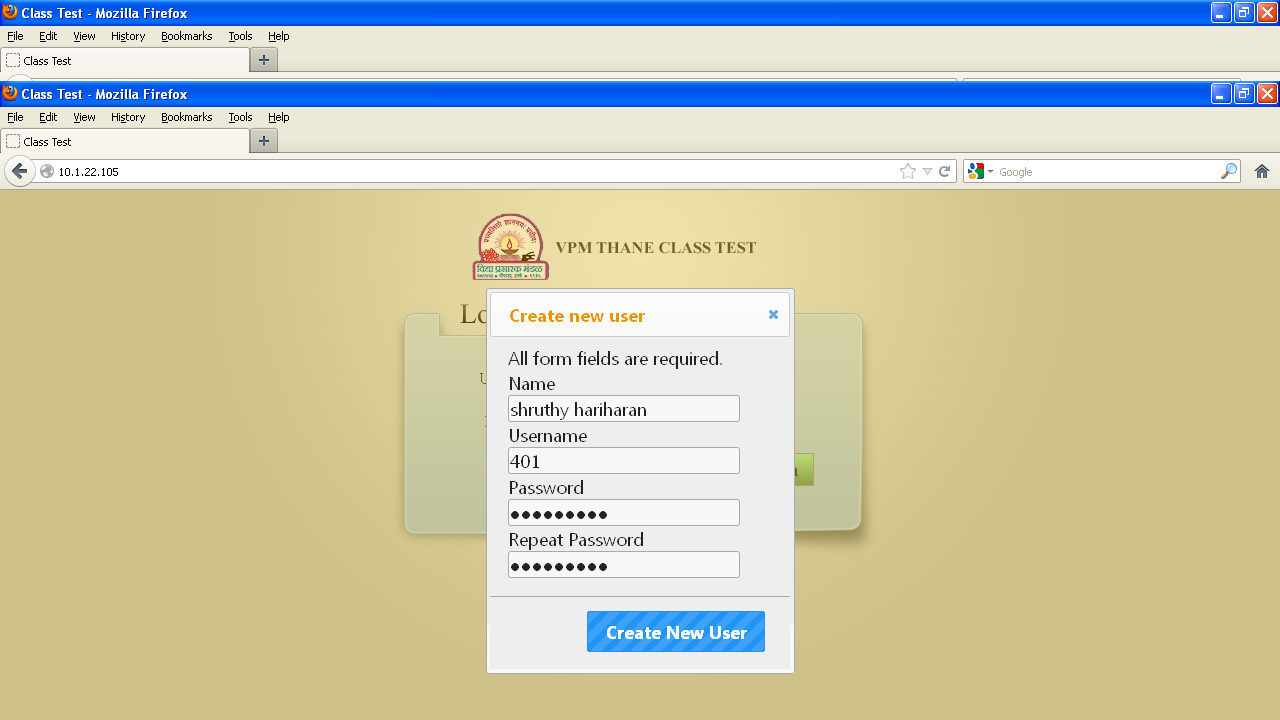 Class Test - Mozilla Firefox
File Edit View History Bookmarks Tools Help
Class Test
Class Test - Mozilla Firefox
File Edit View History Bookmarks Tools Help
Class Test
10.1.22.105
Google
विद्या प्रसारक मंडळ
VPM THANE CLASS TEST
Create new user
All form fields are required.
Name
shruthy hariharan
Username
401
Password
Repeat Password
Create New User